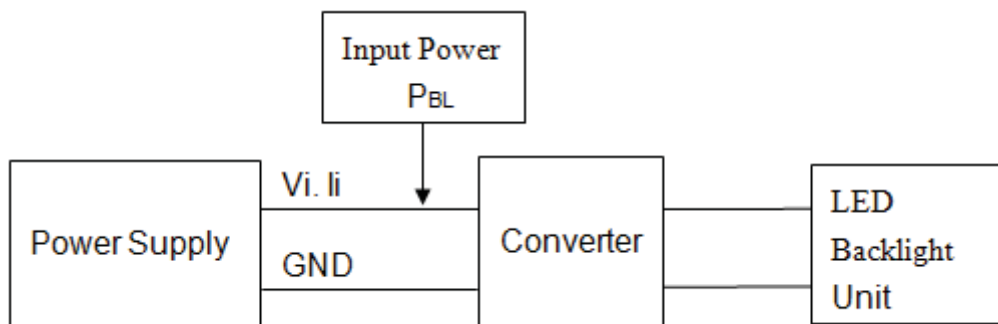 Input Power
PBL
Power Supply
Vi. Ii
GND
Converter
LED
Backlight
Unit